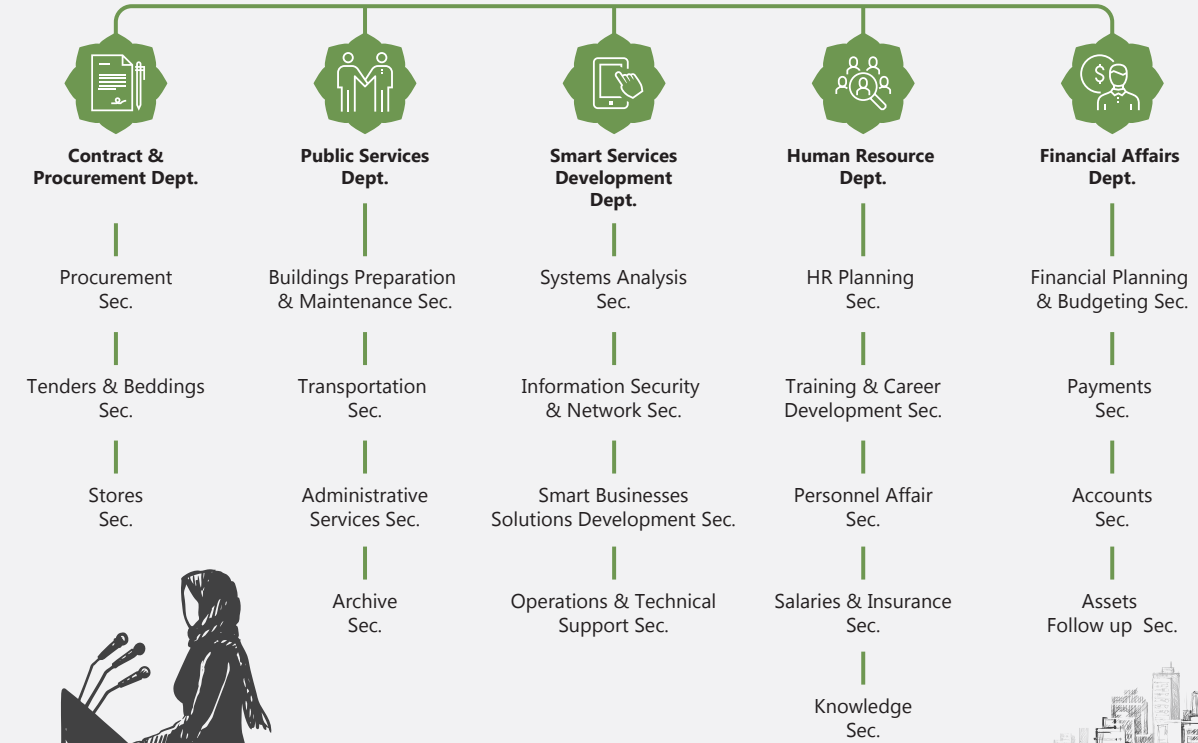 Contract &
Procurement Dept.
Procurement
Sec.
Tenders & Beddings
Sec.
Stores
Sec.
Public Services
Dept.
Buildings Preparation
& Maintenance Sec.
Transportation
Sec.
Administrative
Services Sec.
Archive
Sec.
Smart Services
Development
Dept.
Systems Analysis
Sec.
Information Security
& Network Sec.
Smart Businesses
Solutions Development Sec.
Operations & Technical
Support Sec.
Human Resource
Dept.
HR Planning
Sec.
Training & Career
Development Sec.
Personnel Affair
Sec.
Salaries & Insurance
Sec.
Knowledge
Sec.
$
Financial Affairs
Dept.
Financial Planning
& Budgeting Sec.
Payments
Sec.
Accounts
Sec.
Assets
Follow up Sec.